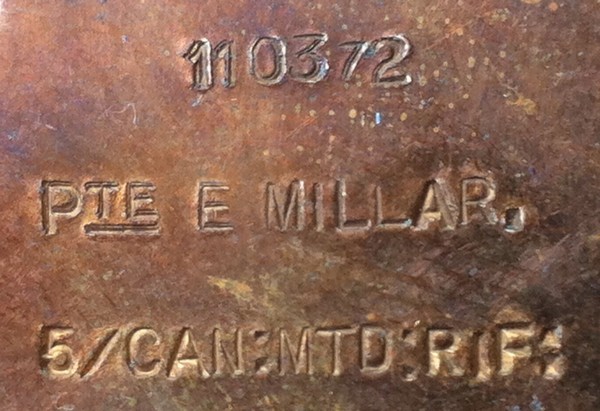 110372
PTE E MILLAR.
5/CAN:MTD:RIF: